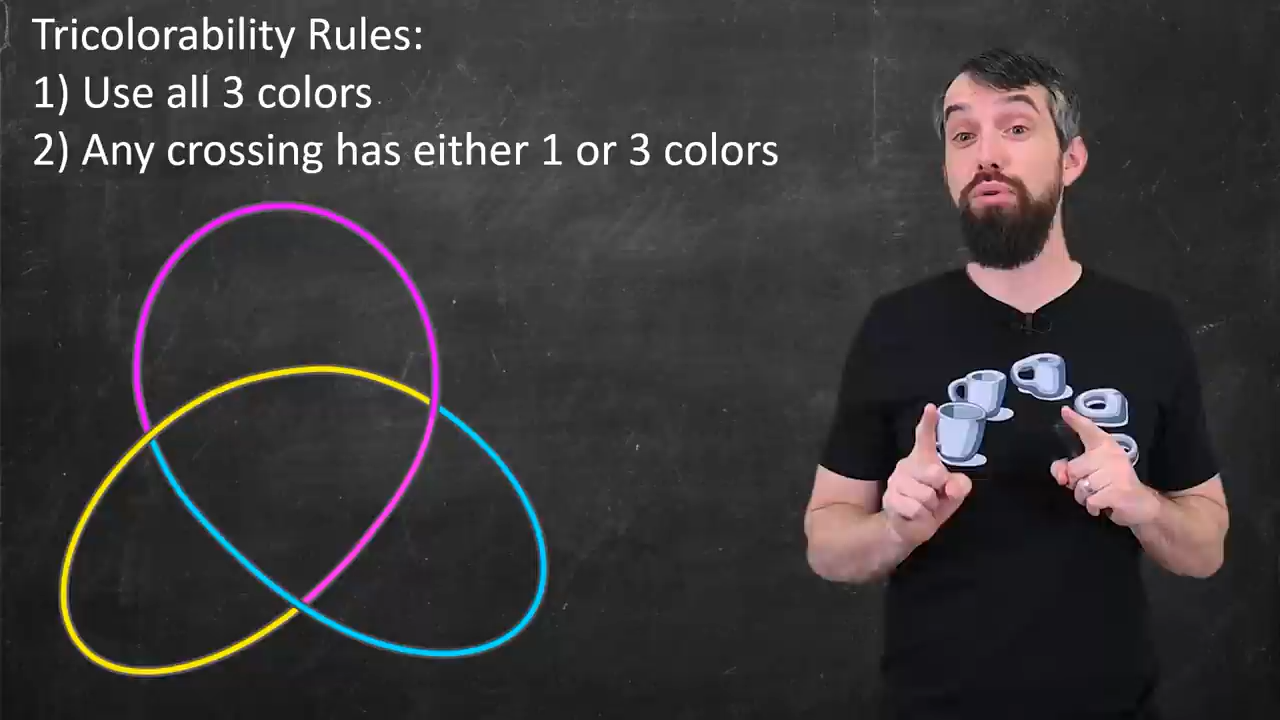 Tricolorability Rules:
1) Use all 3 colors
2) Any crossing has either 1 or 3 colors